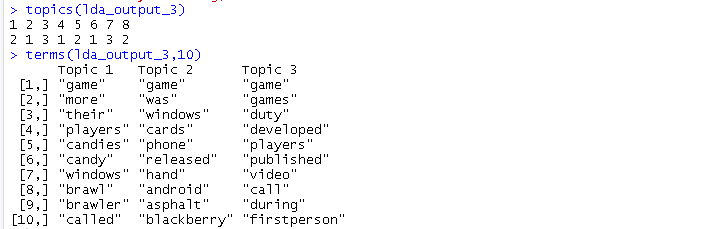 > topics(lda_output_3)
1 2 3 4 5 6 7 8
2 1 3 1 2 1 3 2
> terms(lda_output_3,10)
      Topic 1   Topic 2      Topic 3
 [1,] "game"    "game"       "game"
 [2,] "more"    "was"        "games"
 [3,] "their"   "windows"    "duty"
 [4,] "players" "cards"      "developed"
 [5,] "candies" "phone"      "players"
 [6,] "candy"   "released"   "published"
 [7,] "windows" "hand"       "video"
 [8,] "brawl"   "android"    "call"
 [9,] "brawler" "asphalt"    "during"
[10,] "called"  "blackberry" "firstperson"